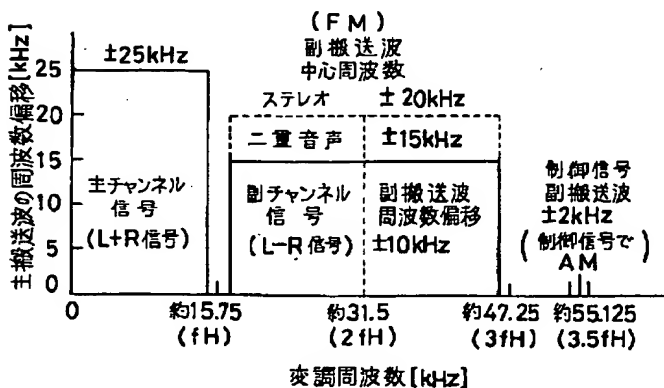 (FM)
副搬送波
中心周波数
±25kHz
ステレオ ±20kHz
二重音声 ±15kHz
主チャンネル
信号
(L+R信号)
副チャンネル
信号
(L-R信号)
副搬送波
周波数偏移
±10kHz
制御信号
副搬送波
±2kHz
(制御信号で
AM)
主搬送波の周波数偏移[kHz]
25
20
15
10
5
0
0 約15.75 約31.5 約47.25 約55.125
(fH) (2fH) (3fH) (3.5fH)
変調周波数[kHz]